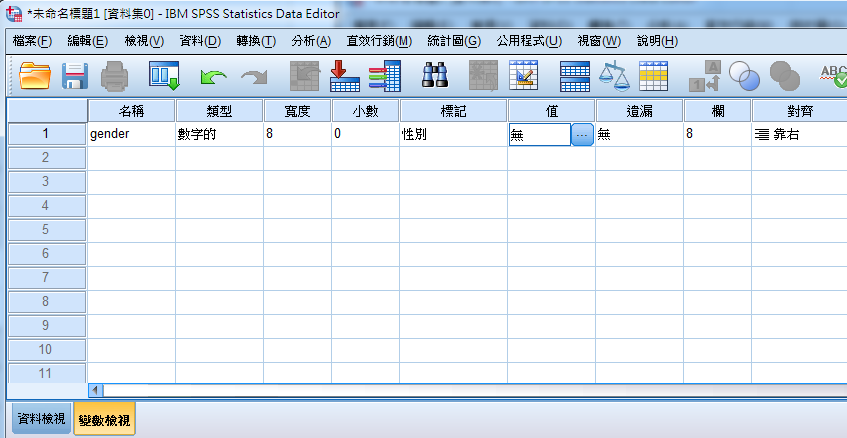 *未命名標題1 [資料集0] - IBM SPSS Statistics Data Editor
檔案(F) 編輯(E) 檢視(V) 資料(D) 轉換(T) 分析(A) 直效行銷(M) 統計圖(G) 公用程式(U) 視窗(W) 說明(H)
1 A ABC
名稱 類型 寬度 小數 標記 值 遺漏 欄 對齊
1 gender 數字的 8 0 性別 無 ... 無 8 靠右
2
3
4
5
6
7
8
9
10
11
資料檢視 變數檢視